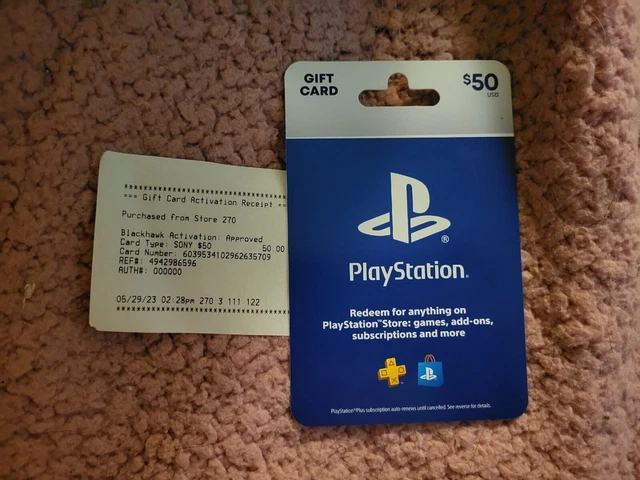 *********************************
=== Gift Card Activation Receipt ==
Purchased from Store 270
Blackhawk Activation: Approved
Card Type: SONY $50 50.00
Card Number: 6039534102962635709
REF#: 4942986596
AUTH#: 000000
05/29/23 02:28pm 270 3 111 122
*********************************
GIFT
CARD
$50
USD
®
PlayStation®
Redeem for anything on
PlayStation™Store: games, add-ons,
subscriptions and more
PlayStation®Plus subscription auto-renews until cancelled. See reverse for details.